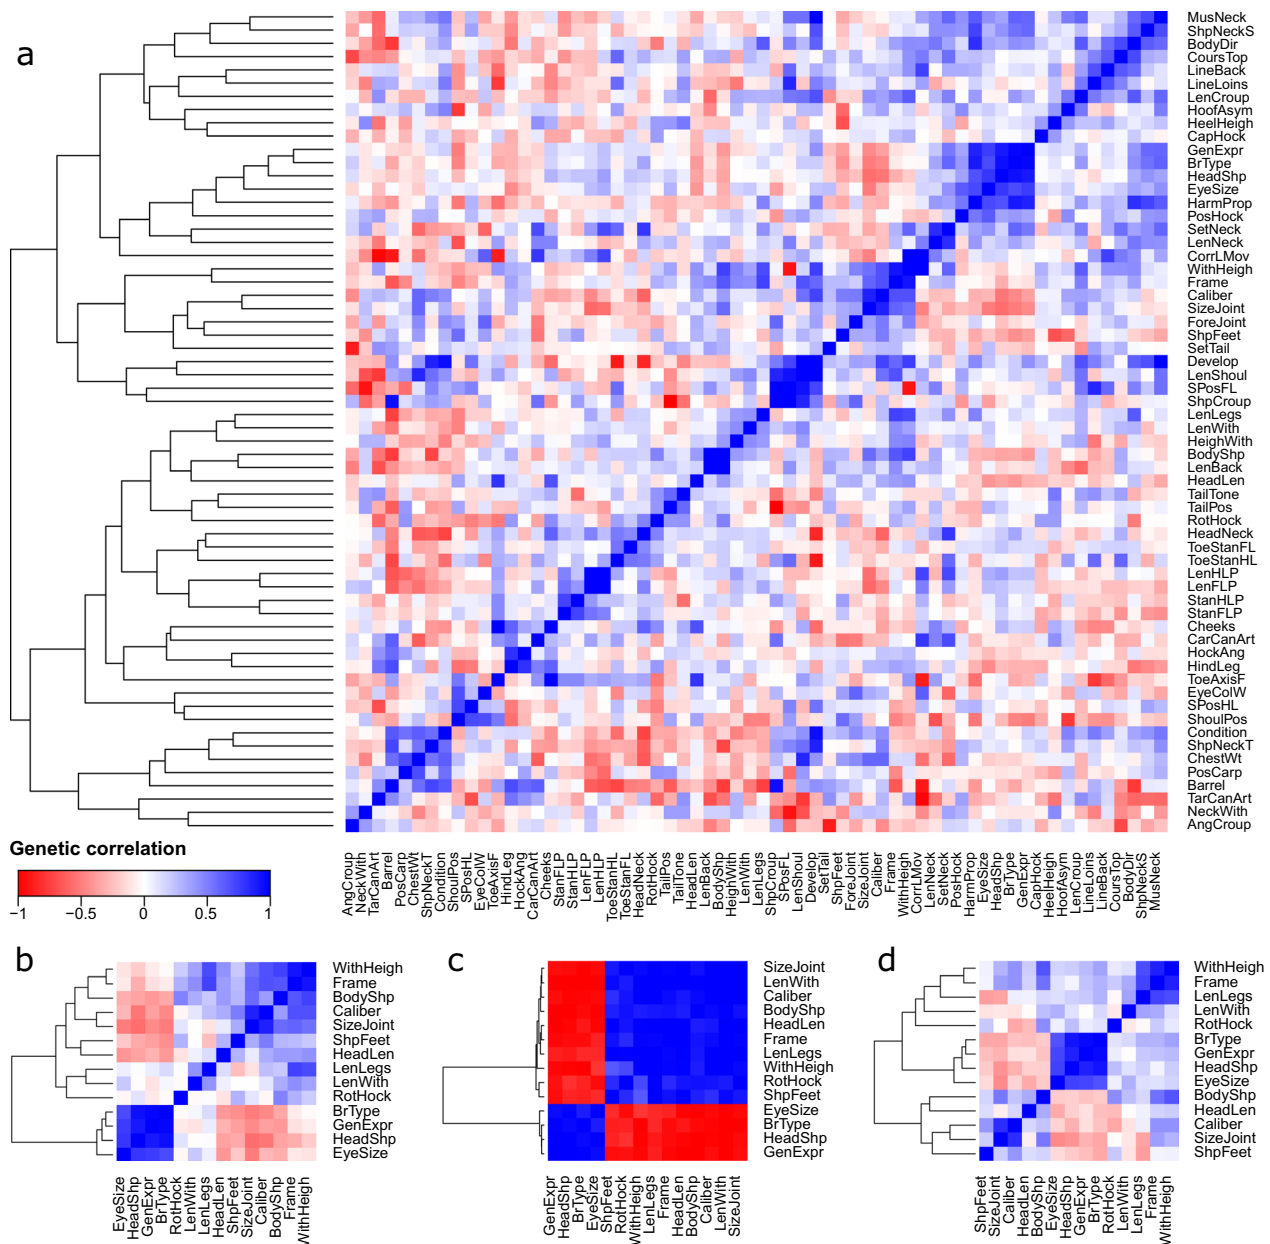 a
MusNeck
ShpNeckS
BodyDir
CoursTop
LineBack
LineLoins
LenCroup
HoofAsym
HeelHeigh
CapHock
GenExpr
BrType
HeadShp
EyeSize
HarmProp
PosHock
SetNeck
LenNeck
CorrLMov
WithHeigh
Frame
Caliber
SizeJoint
ForeJoint
ShpFeet
SetTail
Develop
LenShoul
SPosFL
ShpCroup
LenLegs
LenWith
HeighWith
BodyShp
LenBack
HeadLen
TailTone
TailPos
RotHock
HeadNeck
ToeStanFL
ToeStanHL
LenHLP
LenFLP
StanHLP
StanFLP
Cheeks
CarCanArt
HockAng
HindLeg
ToeAxisF
EyeColW
SPosHL
ShoulPos
Condition
ShpNeckT
ChestWt
PosCarp
Barrel
TarCanArt
NeckWith
AngCroup
Genetic correlation
−1 −0.5 0 0.5 1
AngCroup
NeckWith
TarCanArt
Barrel
PosCarp
ChestWt
ShpNeckT
Condition
ShoulPos
SPosHL
EyeColW
ToeAxisF
HindLeg
HockAng
CarCanArt
Cheeks
StanFLP
StanHLP
LenFLP
LenHLP
ToeStanHL
ToeStanFL
HeadNeck
RotHock
TailPos
TailTone
HeadLen
LenBack
BodyShp
HeighWith
LenWith
LenLegs
ShpCroup
SPosFL
LenShoul
Develop
SetTail
ShpFeet
ForeJoint
SizeJoint
Caliber
Frame
WithHeigh
CorrLMov
LenNeck
SetNeck
PosHock
HarmProp
EyeSize
HeadShp
BrType
GenExpr
CapHock
HeelHeigh
HoofAsym
LenCroup
LineLoins
LineBack
CoursTop
BodyDir
ShpNeckS
MusNeck
b
WithHeigh
Frame
BodyShp
Caliber
SizeJoint
ShpFeet
HeadLen
LenLegs
LenWith
RotHock
BrType
GenExpr
HeadShp
EyeSize
EyeSize
HeadShp
GenExpr
BrType
RotHock
LenWith
LenLegs
HeadLen
ShpFeet
SizeJoint
Caliber
BodyShp
Frame
WithHeigh
c
SizeJoint
LenWith
Caliber
BodyShp
HeadLen
Frame
LenLegs
WithHeigh
RotHock
ShpFeet
EyeSize
BrType
HeadShp
GenExpr
GenExpr
HeadShp
BrType
EyeSize
ShpFeet
RotHock
WithHeigh
LenLegs
Frame
HeadLen
BodyShp
Caliber
LenWith
SizeJoint
d
WithHeigh
Frame
LenLegs
LenWith
RotHock
BrType
GenExpr
HeadShp
EyeSize
BodyShp
HeadLen
Caliber
SizeJoint
ShpFeet
ShpFeet
SizeJoint
Caliber
HeadLen
BodyShp
EyeSize
HeadShp
GenExpr
BrType
RotHock
LenWith
LenLegs
Frame
WithHeigh